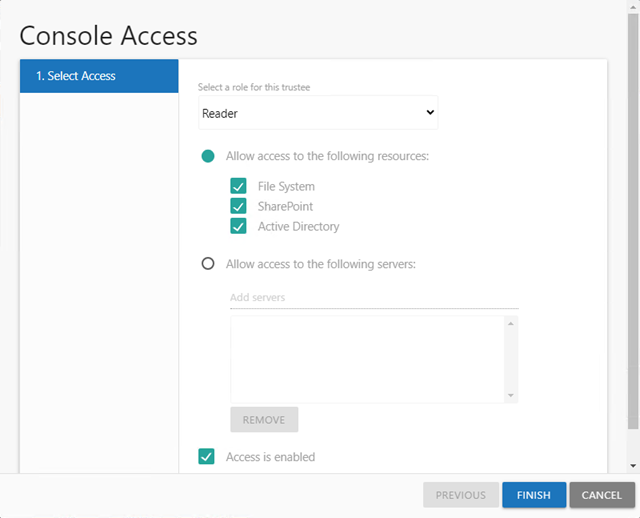 Console Access
1. Select Access
Select a role for this trustee
Reader
Allow access to the following resources:
File System
SharePoint
Active Directory
Allow access to the following servers:
Add servers
REMOVE
Access is enabled
PREVIOUS
FINISH
CANCEL